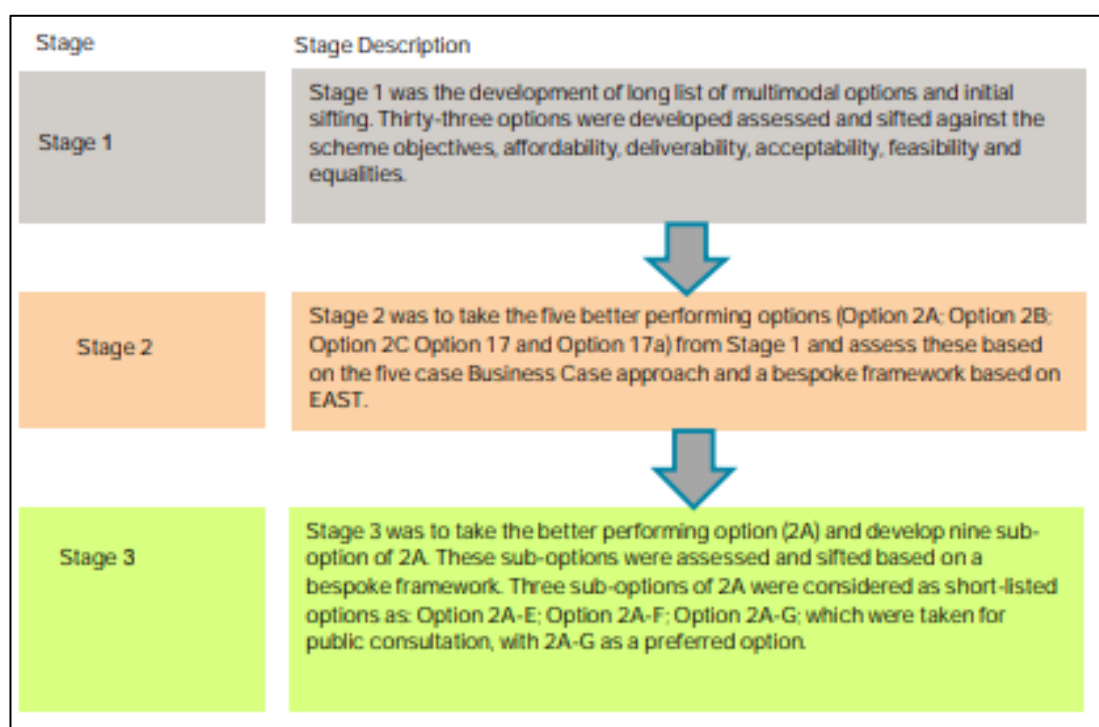 Stage
Stage Description
Stage 1
Stage 1 was the development of long list of multimodal options and initial
sifting. Thirty-three options were developed assessed and sifted against the
scheme objectives, affordability, deliverability, acceptability, feasibility and
equalities.
Stage 2
Stage 2 was to take the five better performing options (Option 2A; Option 2B;
Option 2C Option 17 and Option 17a) from Stage 1 and assess these based
on the five case Business Case approach and a bespoke framework based on
EAST.
Stage 3
Stage 3 was to take the better performing option (2A) and develop nine sub-
option of 2A. These sub-options were assessed and sifted based on a
bespoke framework. Three sub-options of 2A were considered as short-listed
options as: Option 2A-E; Option 2A-F; Option 2A-G; which were taken for
public consultation, with 2A-G as a preferred option.